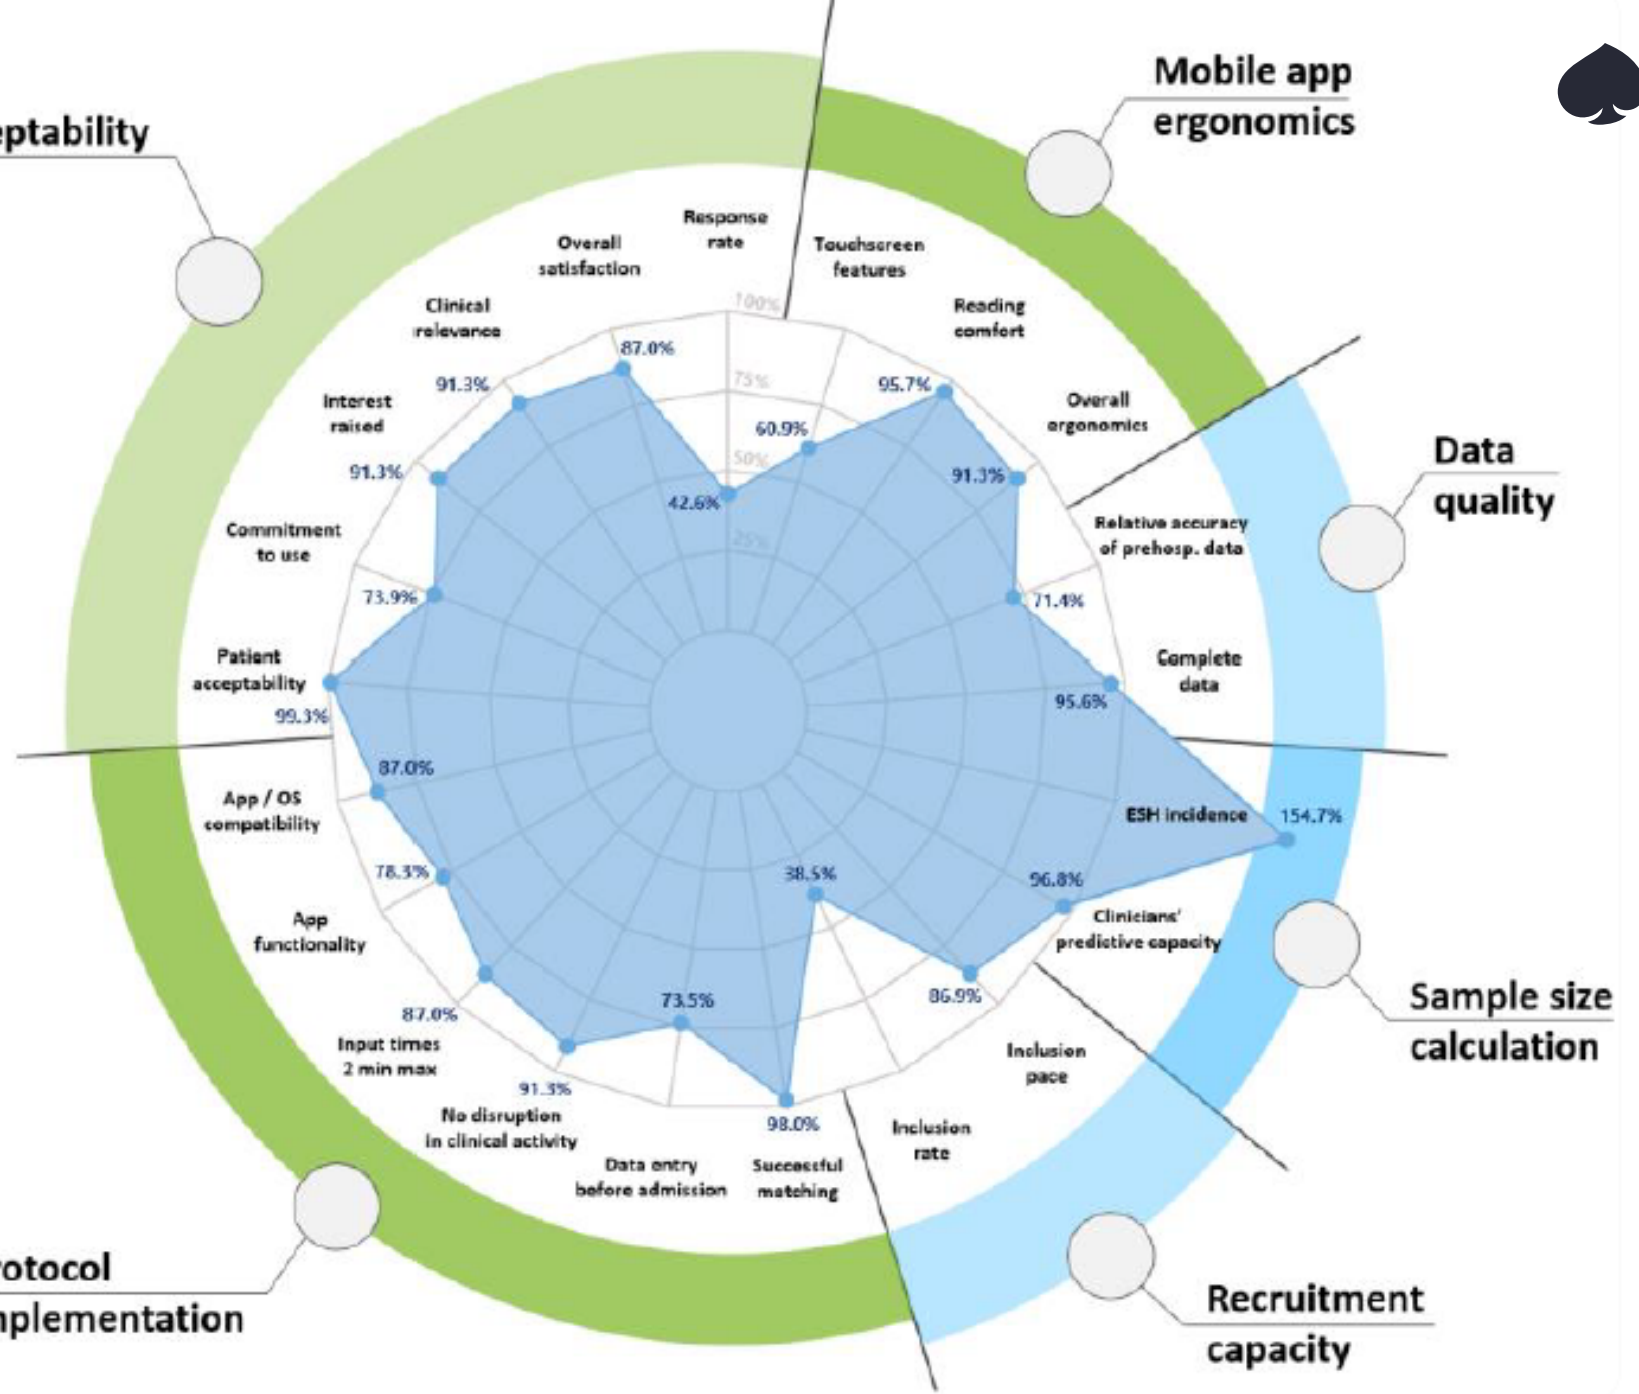 eptability
Mobile app
ergonomics
Data
quality
Sample size
calculation
Recruitment
capacity
rotocol
mplementation
Response
rate
42.6%
Touchscreen
features
60.9%
Reading
comfort
95.7%
Overall
ergonomics
91.3%
Relative accuracy
of prehosp. data
71.4%
Complete
data
95.6%
ESH incidence
154.7%
Clinicians'
predictive capacity
96.8%
Inclusion
pace
86.9%
Inclusion
rate
38.5%
Successful
matching
98.0%
Data entry
before admission
73.5%
No disruption
in clinical activity
91.3%
Input times
2 min max
87.0%
App
functionality
78.3%
App / OS
compatibility
87.0%
Patient
acceptability
99.3%
Commitment
to use
73.9%
Interest
raised
91.3%
Clinical
relevance
91.3%
Overall
satisfaction
87.0%
100%
75%
50%
25%